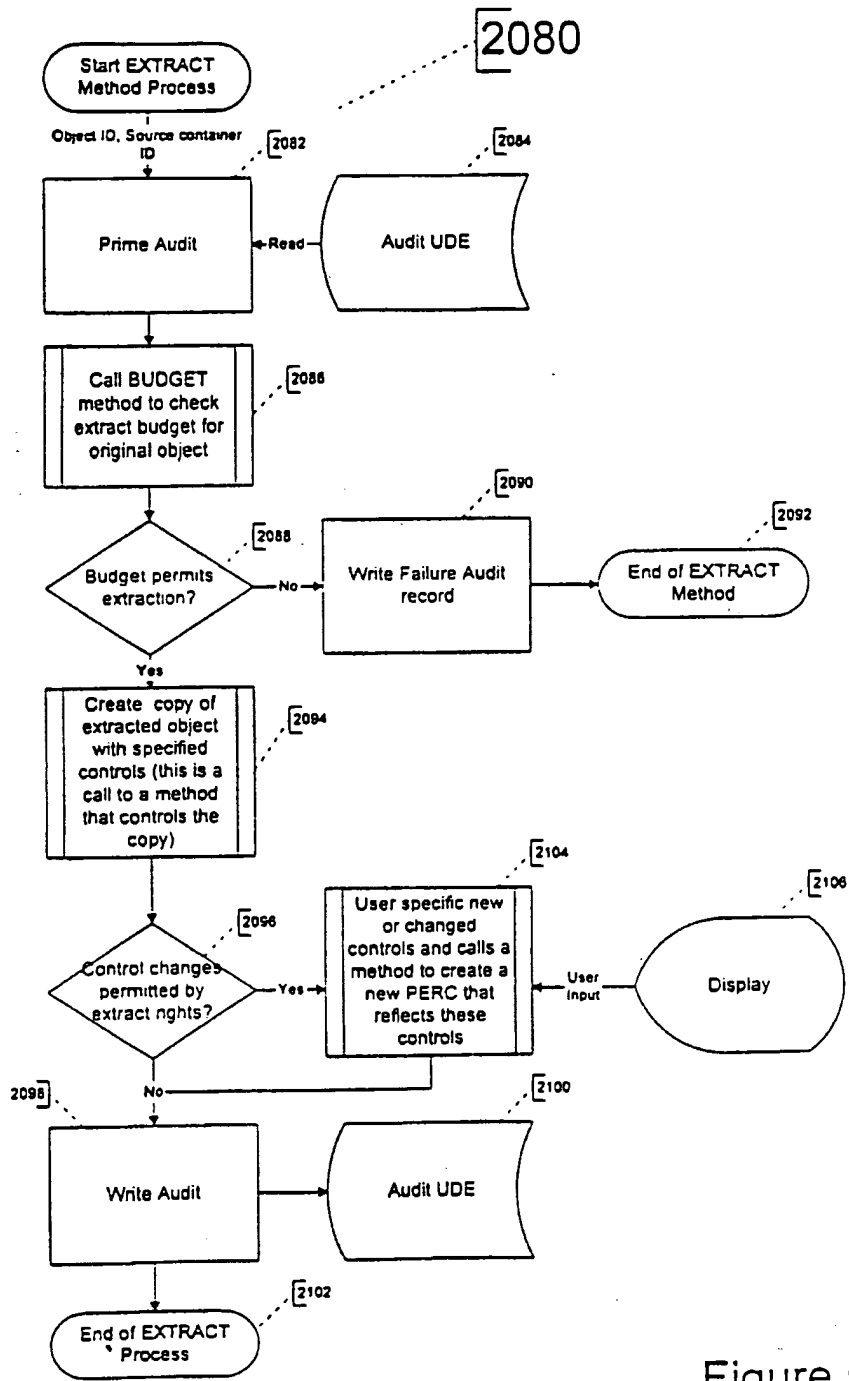 2080
Start EXTRACT
Method Process
Object ID, Source container
ID
2082
2084
Prime Audit
Read
Audit UDE
Call BUDGET
method to check
extract budget for
original object
2086
2090
2088
2092
Budget permits
extraction?
No
Write Failure Audit
record
End of EXTRACT
Method
Yes
Create copy of
extracted object
with specified
controls (this is a
call to a method
that controls the
copy)
2094
2104
2106
2096
User specific new
or changed
controls and calls a
method to create a
new PERC that
reflects these
controls
Control changes
permitted by
extract rights?
Yes
User
Input
Display
No
2098
2100
Write Audit
Audit UDE
2102
End of EXTRACT
Process
Figure